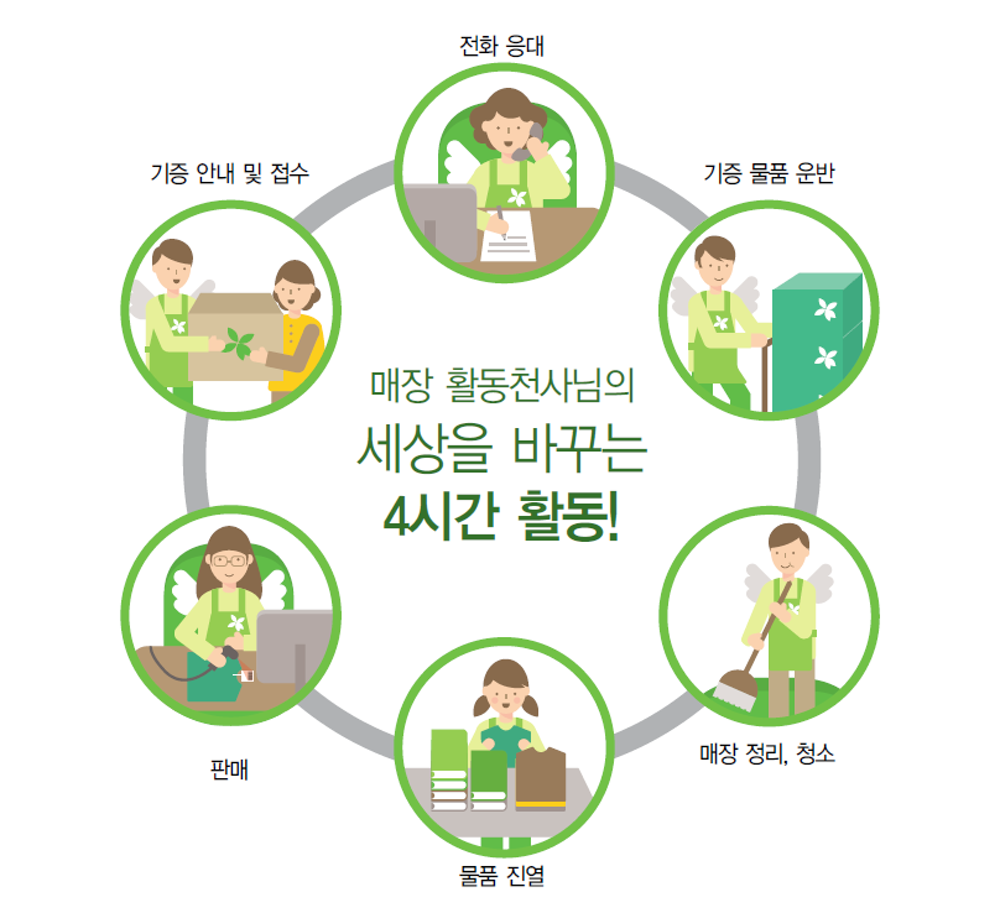 전화 응대
기증 안내 및 접수
기증 물품 운반
매장 활동천사님의
세상을 바꾸는
4시간 활동!
판매
매장 정리, 청소
물품 진열